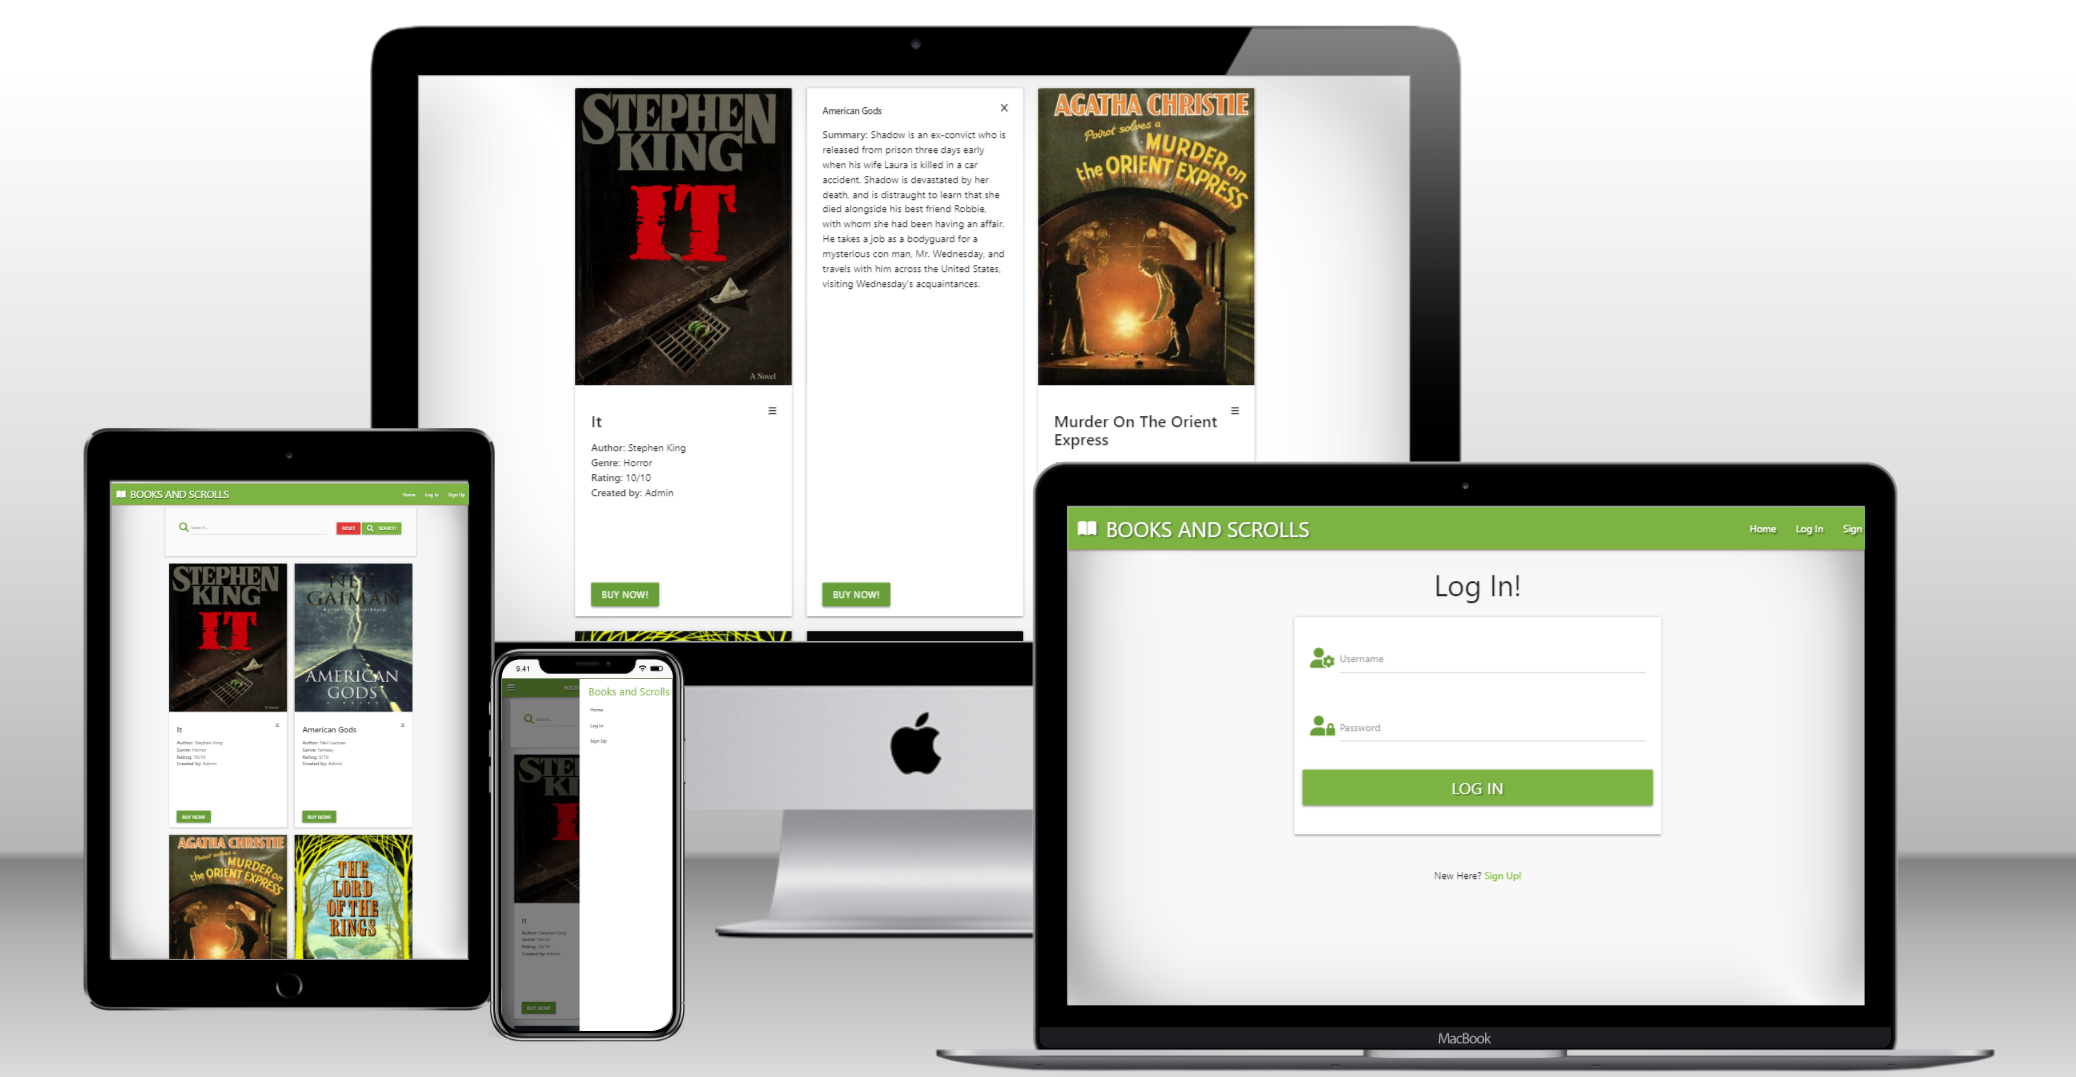 STEPHEN
KING
IT
A Novel
It
Author: Stephen King
Genre: Horror
Rating: 10/10
Created by: Admin
BUY NOW!
American Gods
X
Summary: Shadow is an ex-convict who is
released from prison three days early
when his wife Laura is killed in a car
accident. Shadow is devastated by her
death, and is distraught to learn that she
died alongside his best friend Robbie,
with whom she had been having an affair.
He takes a job as a bodyguard for a
mysterious con man, Mr. Wednesday, and
travels with him across the United States,
visiting Wednesday's acquaintances.
BUY NOW!
AGATHA CHRISTIE
Poirot solves a
MURDER on
the ORIENT EXPRESS
Murder On The Orient
Express
BOOKS AND SCROLLS
Home Log In Sign Up
Search...
RESET SEARCH
STEPHEN
KING
IT
A Novel
It
Author: Stephen King
Genre: Horror
Rating: 10/10
Created by: Admin
BUY NOW!
NEIL
GAIMAN
AMERICAN
GODS
American Gods
Author: Neil Gaiman
Genre: Fantasy
Rating: 9/10
Created by: Admin
BUY NOW!
AGATHA CHRISTIE
Poirot solves a
MURDER on
the ORIENT EXPRESS
THE
LORD
OF THE
RINGS
9.41
BOOK
Search...
STE
KI
It
Author: Stephen King
Genre: Horror
Rating: 10/10
Created by: Admin
BUY NOW!
Books and Scrolls
Home
Log In
Sign Up
BOOKS AND SCROLLS
Home Log In Sign
Log In!
Username
Password
LOG IN
New Here? Sign Up!
MacBook